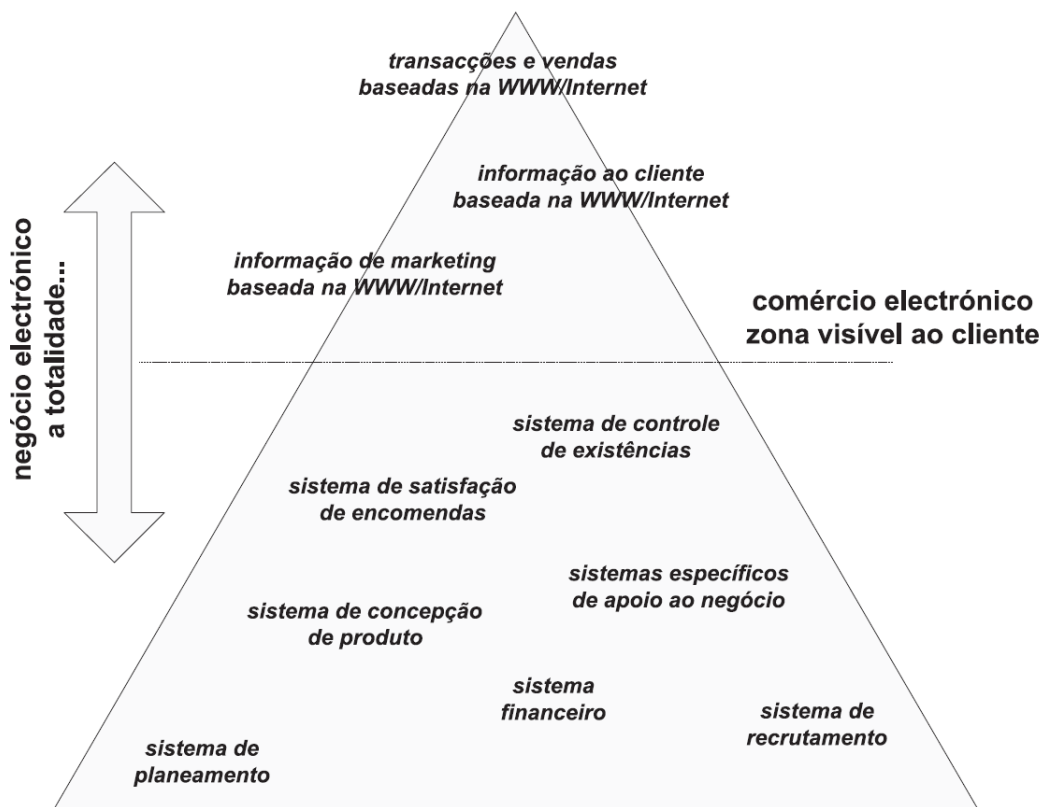 transacções e vendas
baseadas na WWW/Internet
informação ao cliente
baseada na WWW/Internet
informação de marketing
baseada na WWW/Internet
negócio electrónico
a totalidade...
comércio electrónico
zona visível ao cliente
sistema de controle
de existências
sistema de satisfação
de encomendas
sistemas específicos
de apoio ao negócio
sistema de concepção
de produto
sistema
financeiro
sistema de
recrutamento
sistema de
planeamento